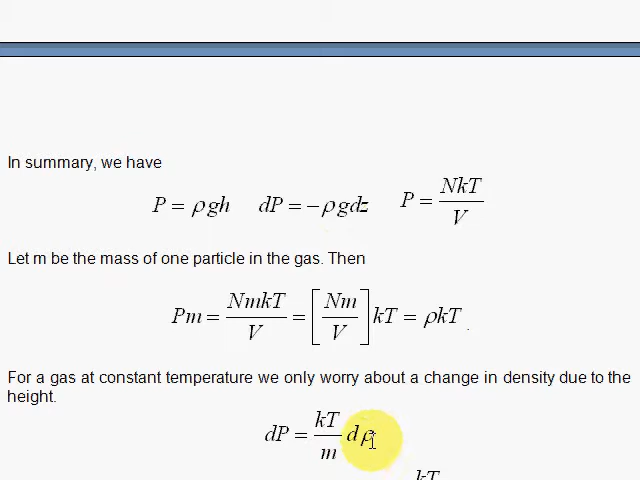 In summary, we have
P = ρgh   dP = −ρgdz   P = NkT / V
Let m be the mass of one particle in the gas. Then
Pm = NmkT / V = [Nm / V] kT = ρkT .
For a gas at constant temperature we only worry about a change in density due to the
height.
dP = kT / m dρ
kT